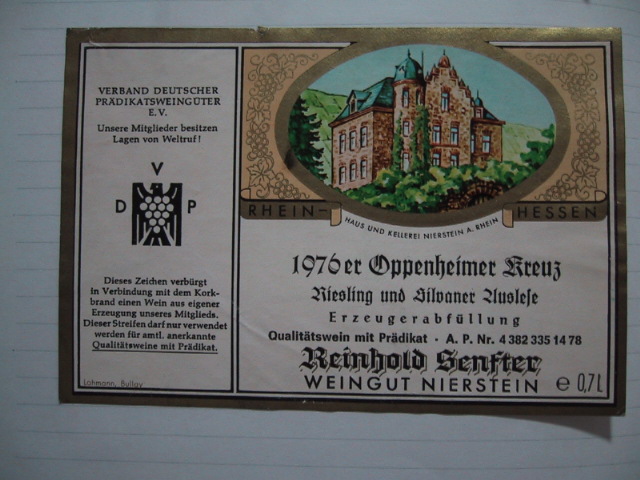 VERBAND DEUTSCHER
PRÄDIKATSWEINGÜTER
E.V.
Unsere Mitglieder besitzen
Lagen von Weltruf!
V
D P
Dieses Zeichen verbürgt
in Verbindung mit dem Kork-
brand einen Wein aus eigener
Erzeugung unseres Mitglieds.
Dieser Streifen darf nur verwendet
werden für amtl. anerkannte
Qualitätsweine mit Prädikat.
Lohmann, Bullay
RHEIN- HESSEN
HAUS UND KELLEREI NIERSTEIN A. RHEIN
1976er Oppenheimer Kreuz
Riesling und Silvaner Auslese
Erzeugerabfüllung
Qualitätswein mit Prädikat · A. P. Nr. 4 382 335 14 78
Reinhold Senfter
WEINGUT NIERSTEIN e 0,7 L